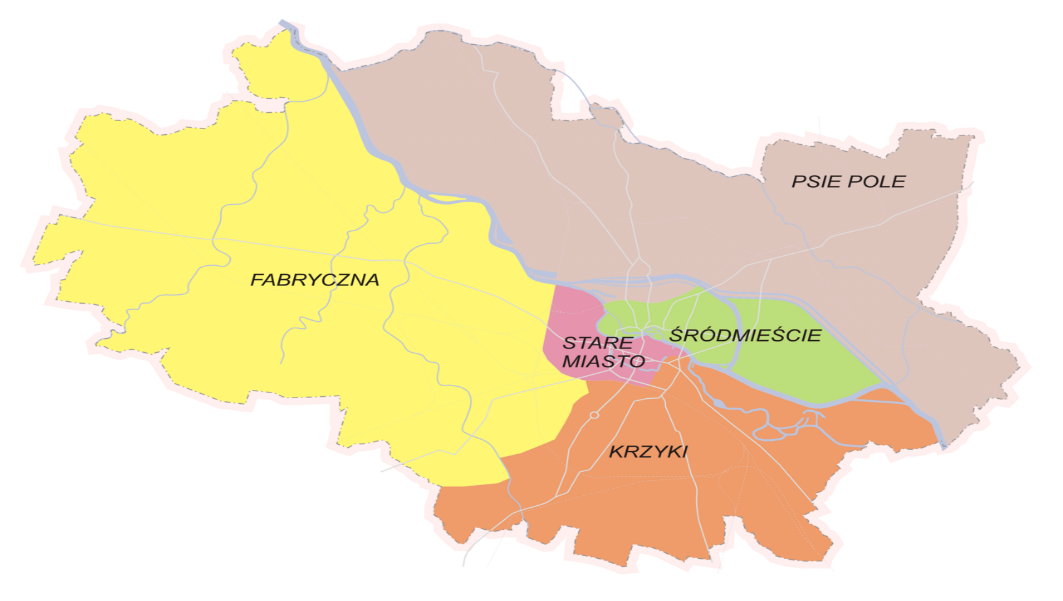 PSIE POLE
FABRYCZNA
ŚRÓDMIEŚCIE
STARE
MIASTO
KRZYKI